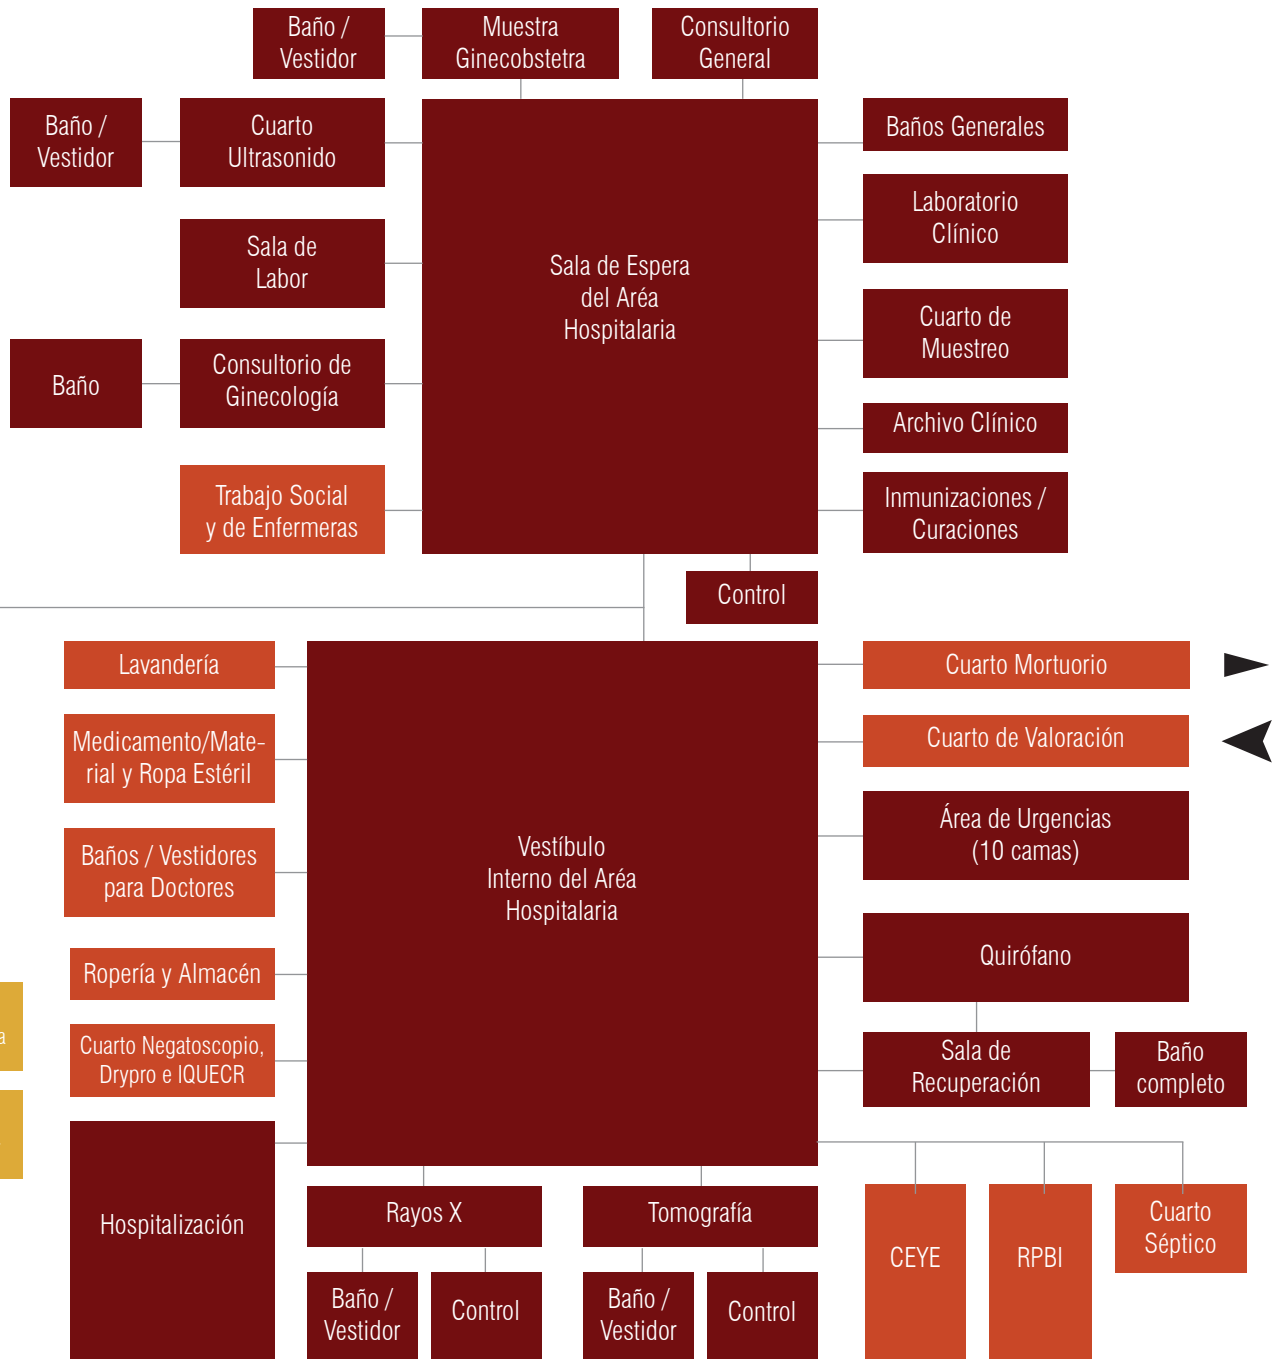 Baño /
Vestidor
Muestra
Ginecobstetra
Consultorio
General
Baño /
Vestidor
Cuarto
Ultrasonido
Baños Generales
Laboratorio
Clínico
Sala de
Labor
Sala de Espera
del Aréa
Hospitalaria
Cuarto de
Muestreo
Baño
Consultorio de
Ginecología
Archivo Clínico
Trabajo Social
y de Enfermeras
Inmunizaciones /
Curaciones
Control
Lavandería
Cuarto Mortuorio
Medicamento/Mate-
rial y Ropa Estéril
Cuarto de Valoración
Baños / Vestidores
para Doctores
Vestíbulo
Interno del Aréa
Hospitalaria
Área de Urgencias
(10 camas)
Ropería y Almacén
Quirófano
a
Cuarto Negatoscopio,
Drypro e IQUECR
Sala de
Recuperación
Baño
completo
Hospitalización
Rayos X
Tomografía
CEYE
RPBI
Cuarto
Séptico
Baño /
Vestidor
Control
Baño /
Vestidor
Control